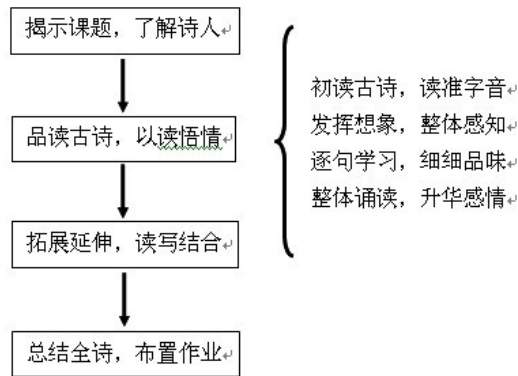 揭示课题，了解诗人
品读古诗，以读悟情
拓展延伸，读写结合
总结全诗，布置作业
初读古诗，读准字音
发挥想象，整体感知
逐句学习，细细品味
整体诵读，升华感情